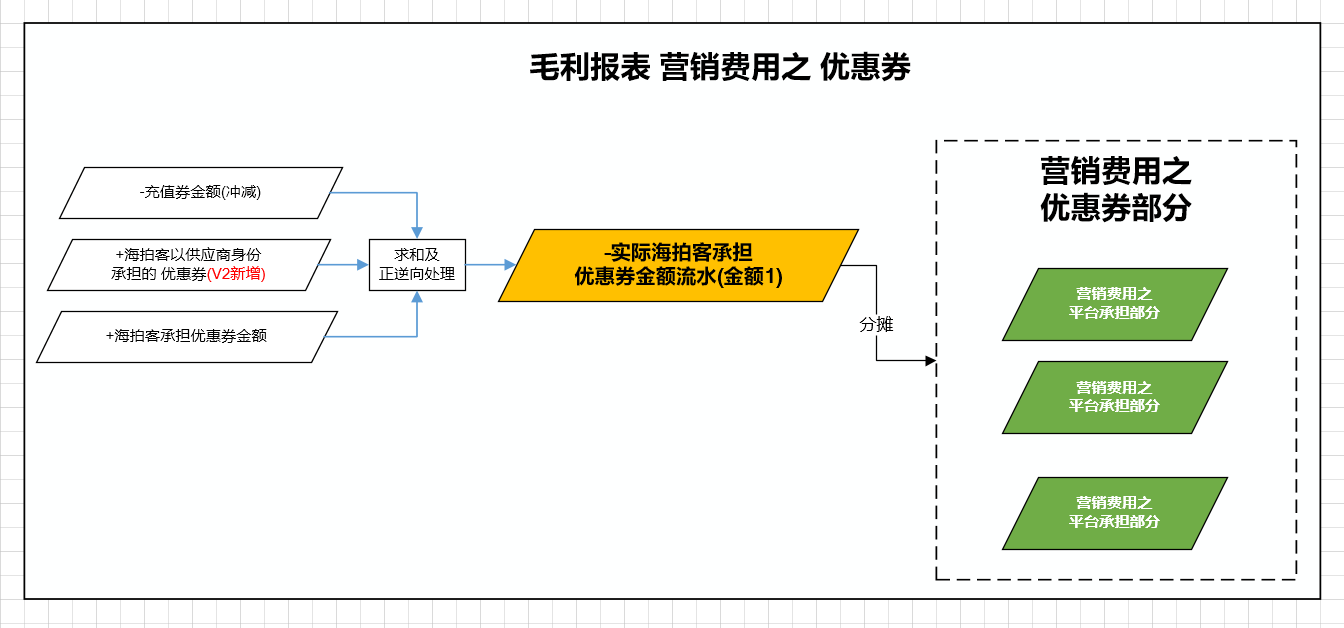 毛利报表 营销费用之 优惠券
-充值券金额(冲减)
+海拍客以供应商身份
承担的 优惠券(V2新增)
+海拍客承担优惠券金额
求和及
正逆向处理
-实际海拍客承担
优惠券金额流水(金额1)
分摊
营销费用之
优惠券部分
营销费用之
平台承担部分
营销费用之
平台承担部分
营销费用之
平台承担部分